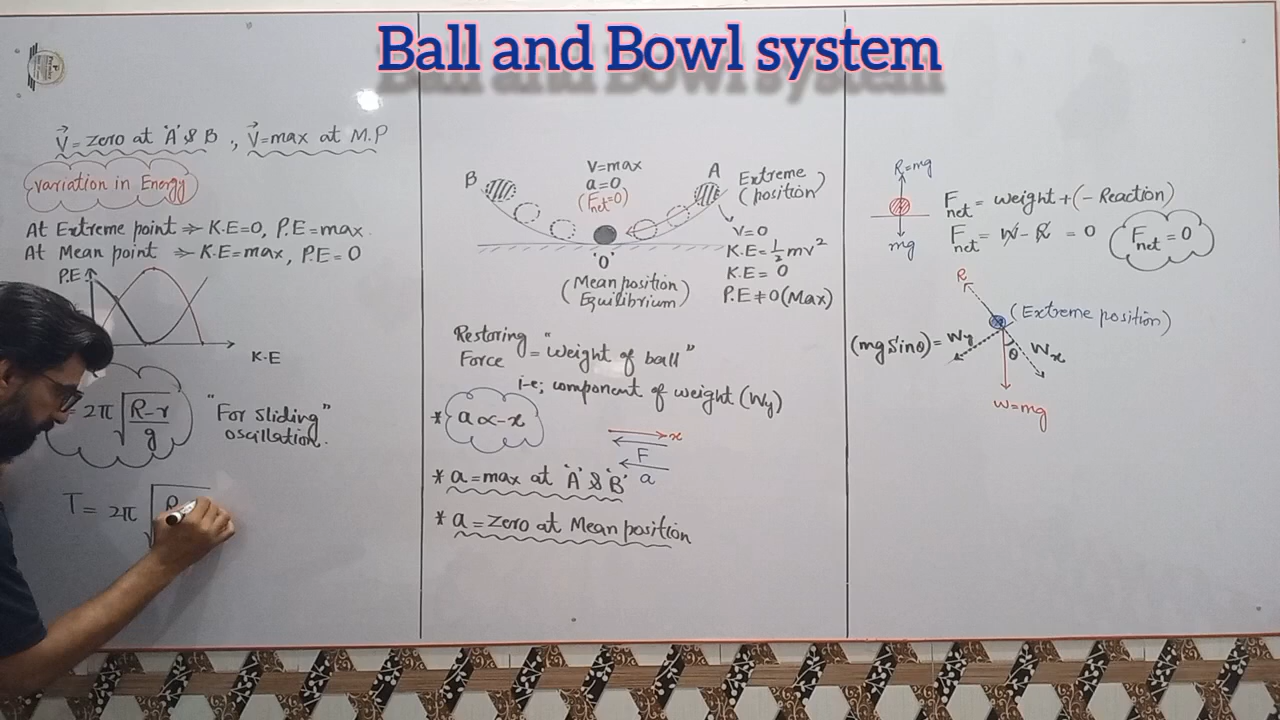 Ball and Bowl system
V = zero at 'A' & B, V = max at M.P
variation in Energy
At Extreme point ⇒ K.E=0, P.E=max.
At Mean point ⇒ K.E=max, P.E=0
P.E
K.E
= 2π √(R-r/g)
"For sliding"
oscillation.
T = 2π √R
V=max
a=0
(Fnet=0)
B
A
Extreme
(position)
V=0
K.E=½mv²
K.E=0
P.E≠0(Max)
'O'
(Mean position)
Equilibrium)
Restoring Force = "weight of ball"
i-e; component of weight (Wy)
* a ∝ -x
x
F
a
* a = max at 'A' & 'B'
* a = zero at Mean position
R=mg
mg
Fnet = weight + (- Reaction)
Fnet = W - R = 0
Fnet = 0
R
(Extreme position)
(mg Sinθ) = Wy
θ
Wx
W=mg